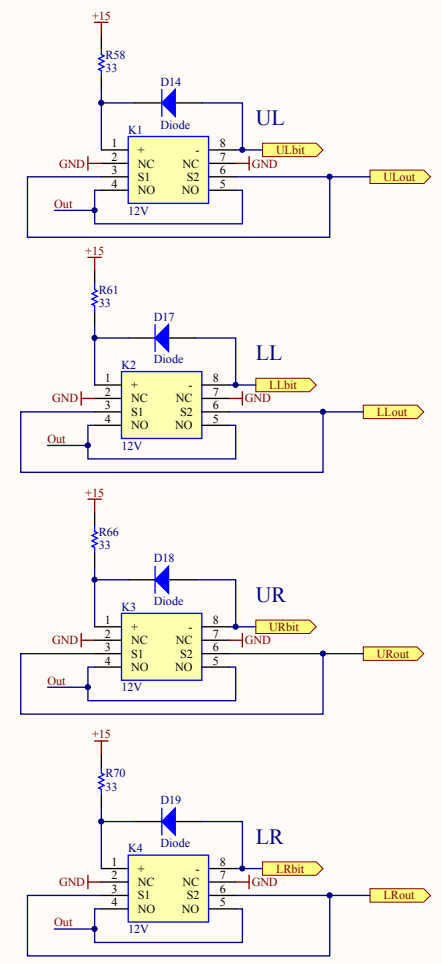 +15
R58
33
D14
Diode
UL
K1
1 + - 8 ULbit
GND 2 NC NC 7 GND
3 S1 S2 6 ULout
4 NO NO 5
Out
12V
+15
R61
33
D17
Diode
LL
K2
1 + - 8 LLbit
GND 2 NC NC 7 GND
3 S1 S2 6 LLout
4 NO NO 5
Out
12V
+15
R66
33
D18
Diode
UR
K3
1 + - 8 URbit
GND 2 NC NC 7 GND
3 S1 S2 6 URout
4 NO NO 5
Out
12V
+15
R70
33
D19
Diode
LR
K4
1 + - 8 LRbit
GND 2 NC NC 7 GND
3 S1 S2 6 LRout
4 NO NO 5
Out
12V